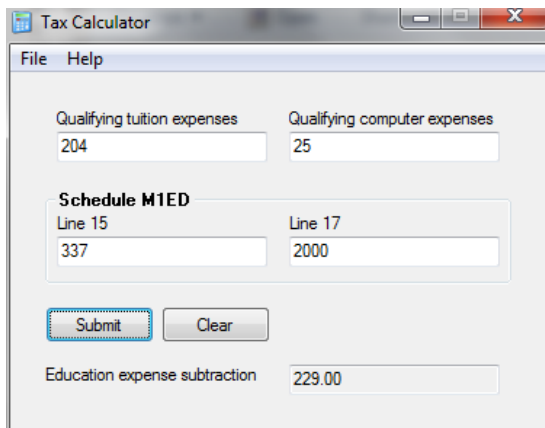 Tax Calculator
File Help
Qualifying tuition expenses Qualifying computer expenses
204 25
Schedule M1ED
Line 15 Line 17
337 2000
Submit Clear
Education expense subtraction 229.00